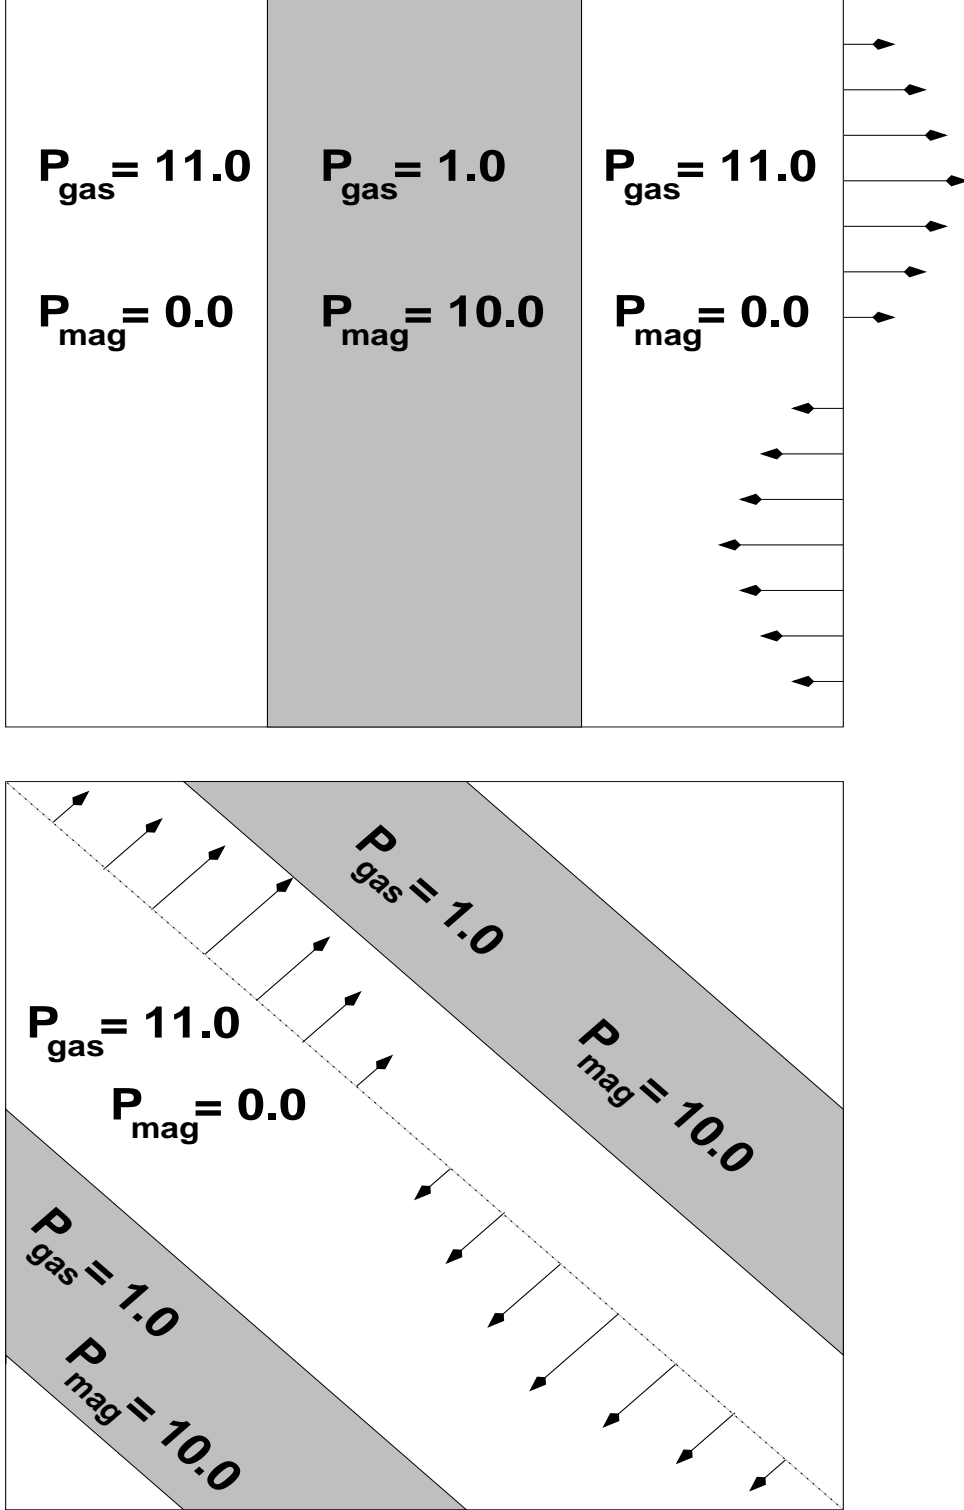 P_gas = 11.0 P_gas = 1.0 P_gas = 11.0
P_mag = 0.0 P_mag = 10.0 P_mag = 0.0
P_gas = 1.0
P_gas = 11.0
P_mag = 10.0
P_mag = 0.0
P_gas = 1.0
P_mag = 10.0